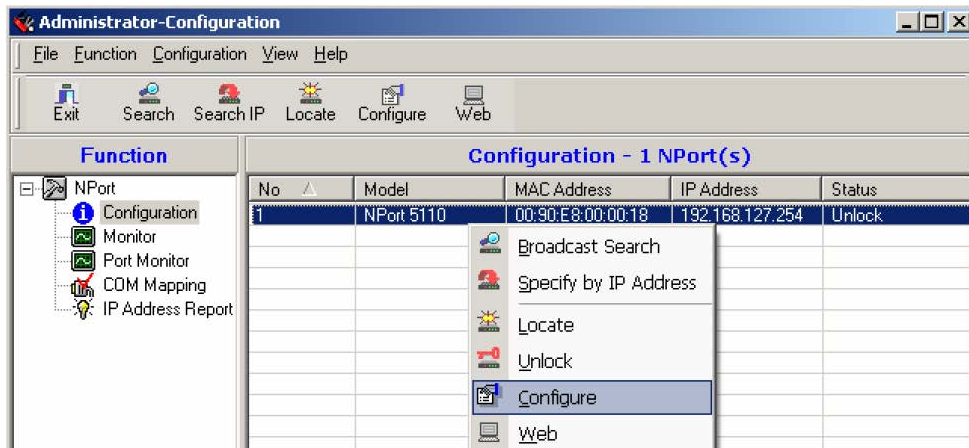 Administrator-Configuration
File Function Configuration View Help
Exit Search Search IP Locate Configure Web
Function
Configuration - 1 NPort(s)
NPort
Configuration
Monitor
Port Monitor
COM Mapping
IP Address Report
No Model MAC Address IP Address Status
1 NPort 5110 00:90:E8:00:00:18 192.168.127.254 Unlock
Broadcast Search
Specify by IP Address
Locate
Unlock
Configure
Web